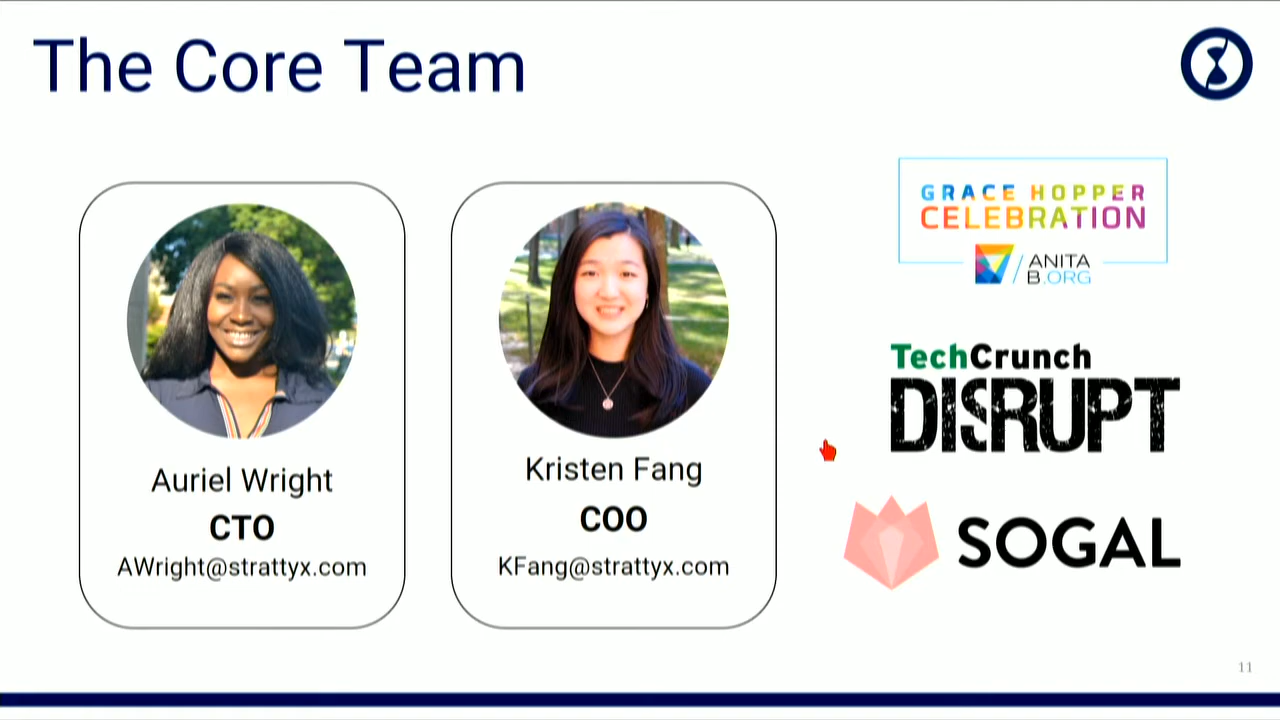 The Core Team
Auriel Wright
CTO
AWright@strattyx.com
Kristen Fang
COO
KFang@strattyx.com
GRACE HOPPER
CELEBRATION
ANITA
B.ORG
TechCrunch
DISRUPT
SOGAL
11